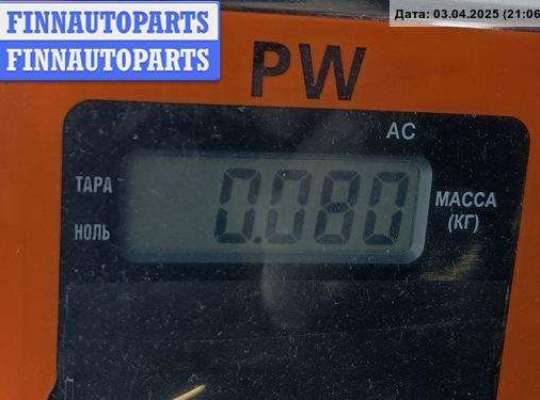 FINNAUTOPARTS
FINNAUTOPARTS
Дата: 03.04.2025 (21:06
PW
AC
ТАРА
0.080
МАССА
НОЛЬ
(КГ)